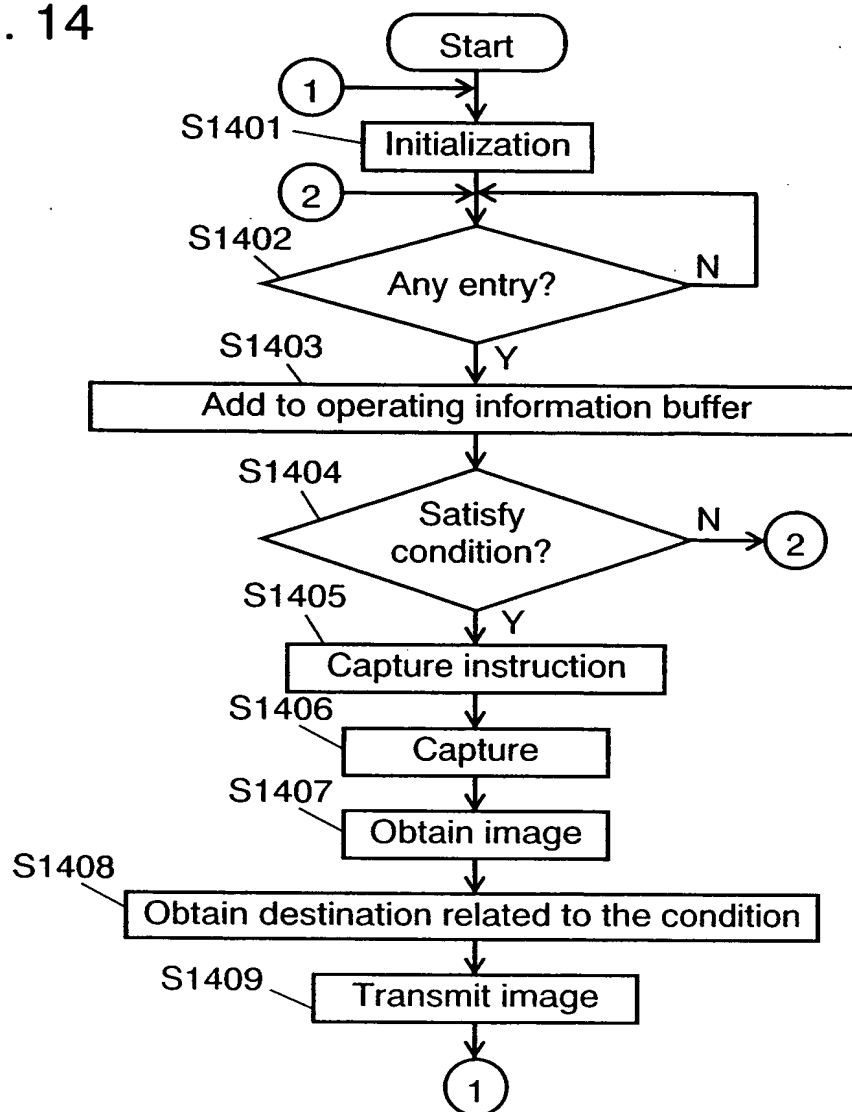 . 14
Start
1
S1401
Initialization
2
S1402
Any entry?
N
Y
S1403
Add to operating information buffer
S1404
Satisfy
condition?
N
2
Y
S1405
Capture instruction
S1406
Capture
S1407
Obtain image
S1408
Obtain destination related to the condition
S1409
Transmit image
1